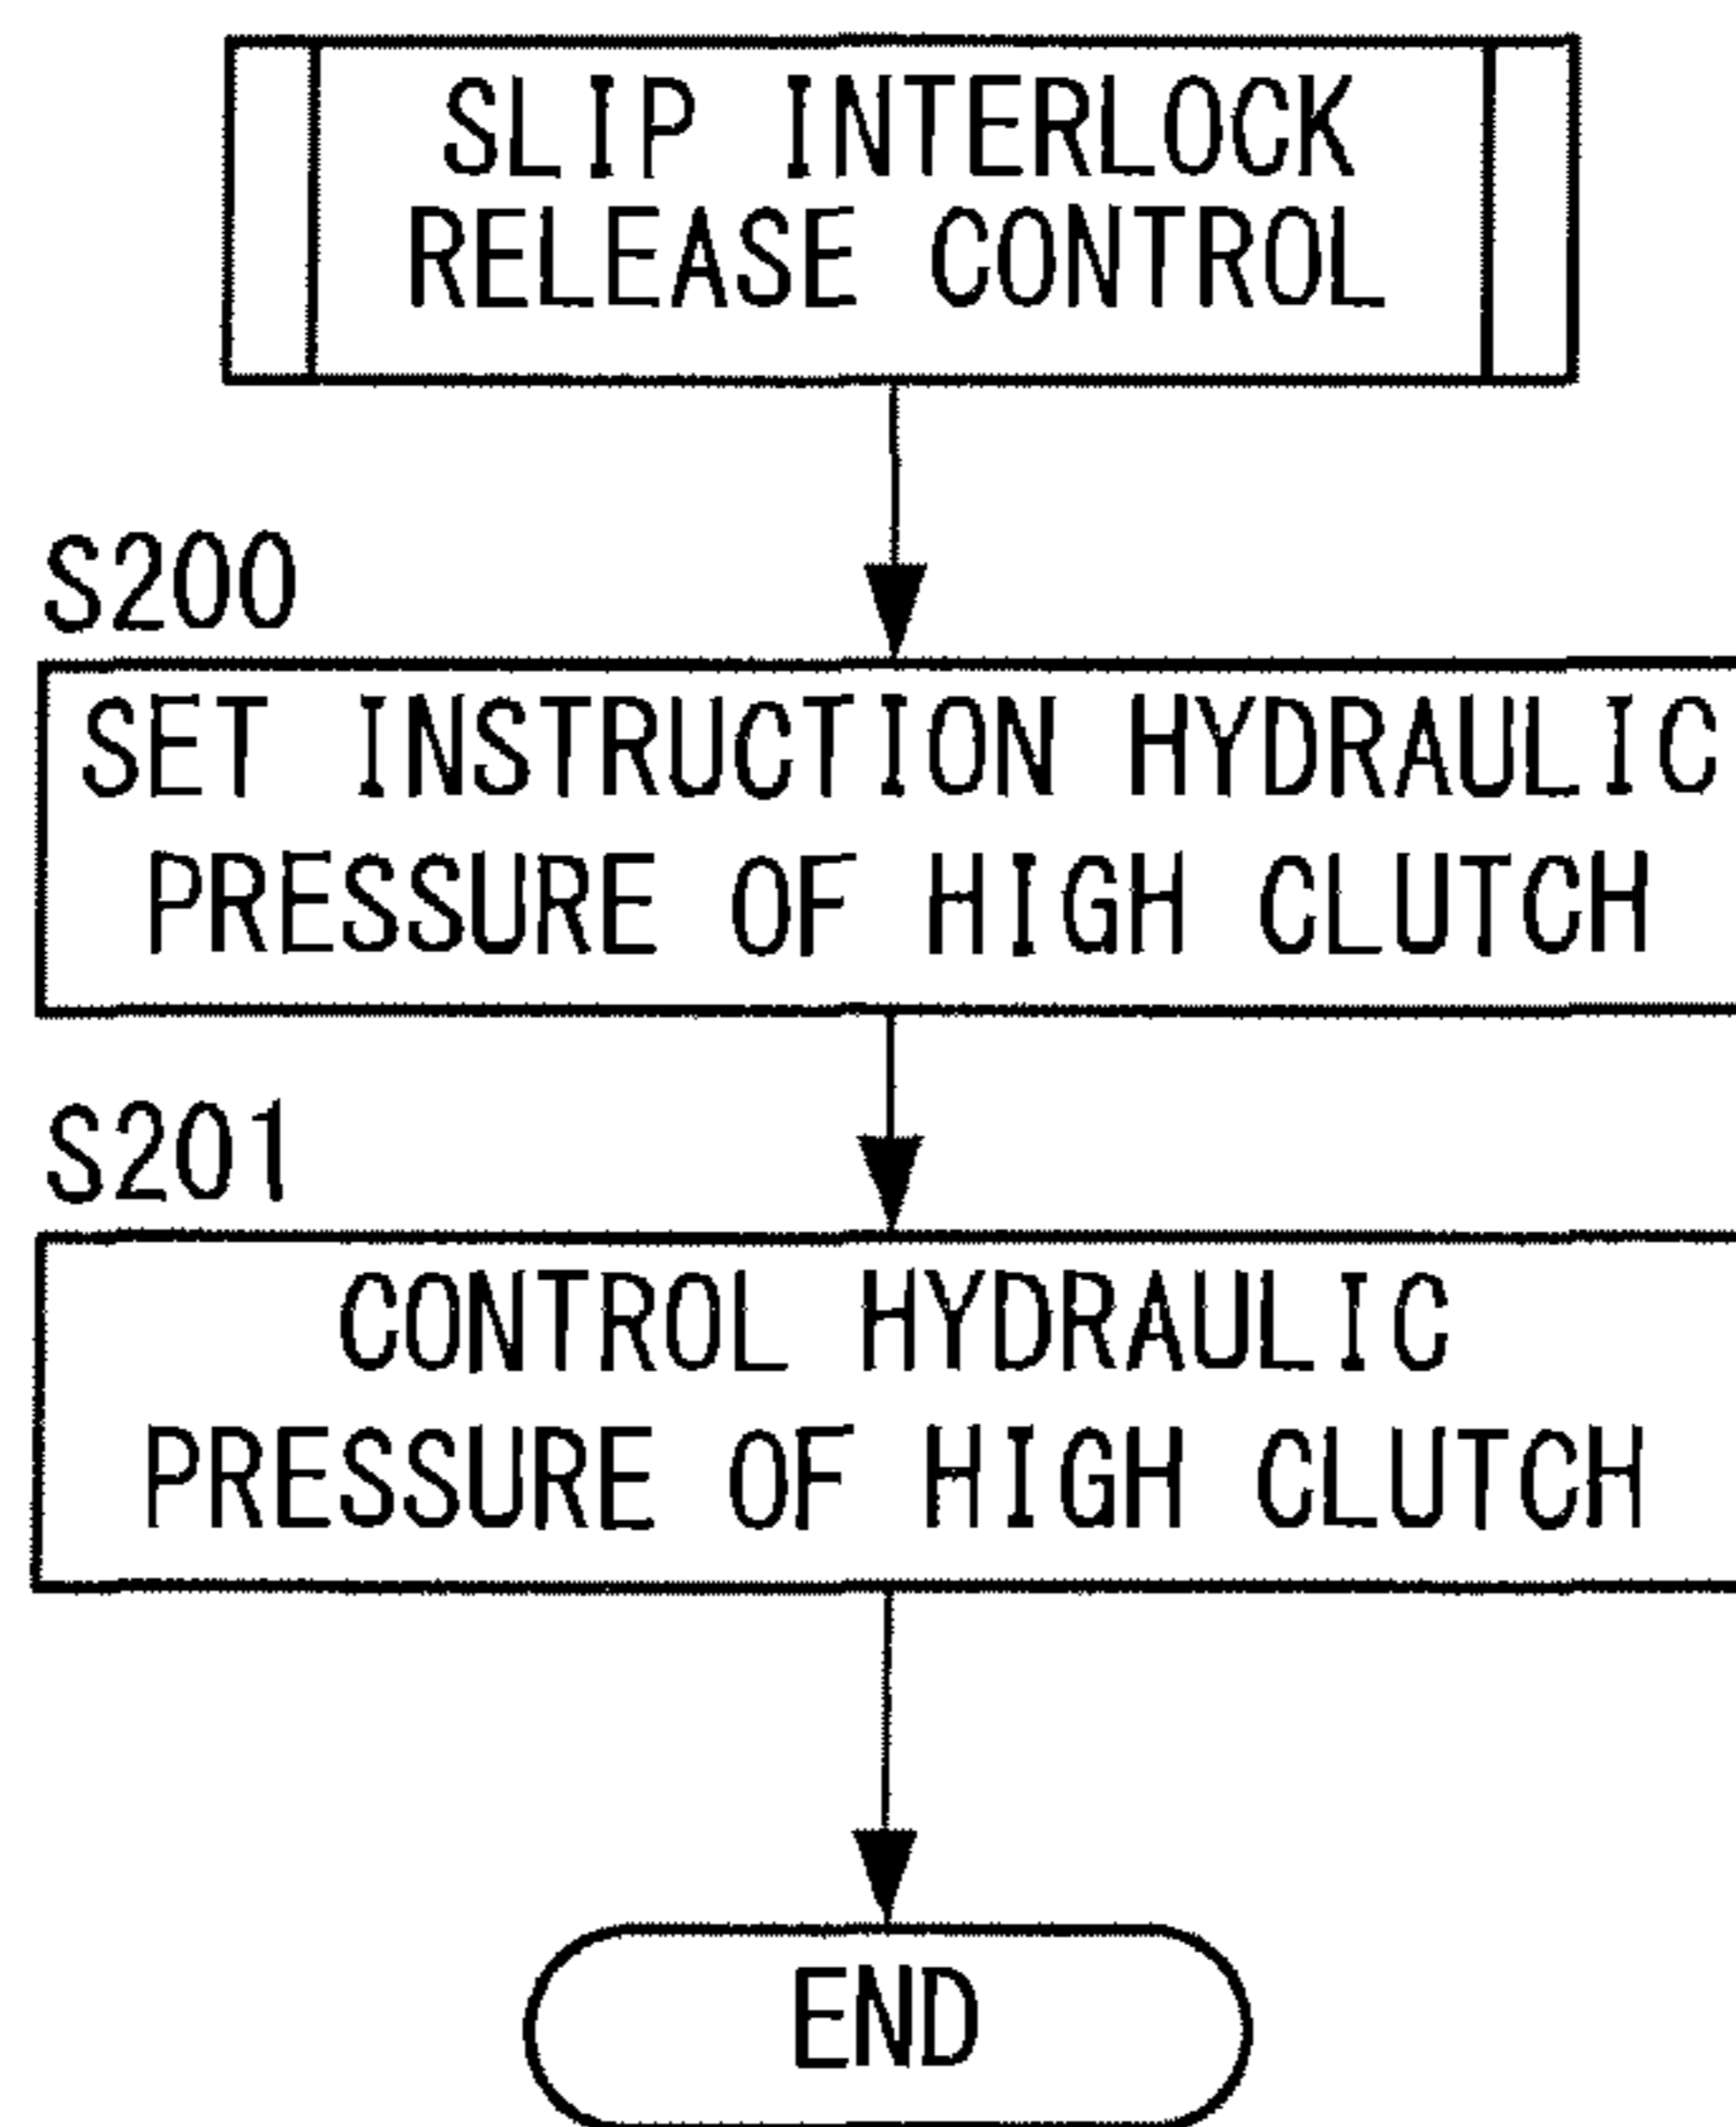 SLIP INTERLOCK
RELEASE CONTROL
S200
SET INSTRUCTION HYDRAULIC
PRESSURE OF HIGH CLUTCH
S201
CONTROL HYDRAULIC
PRESSURE OF HIGH CLUTCH
END